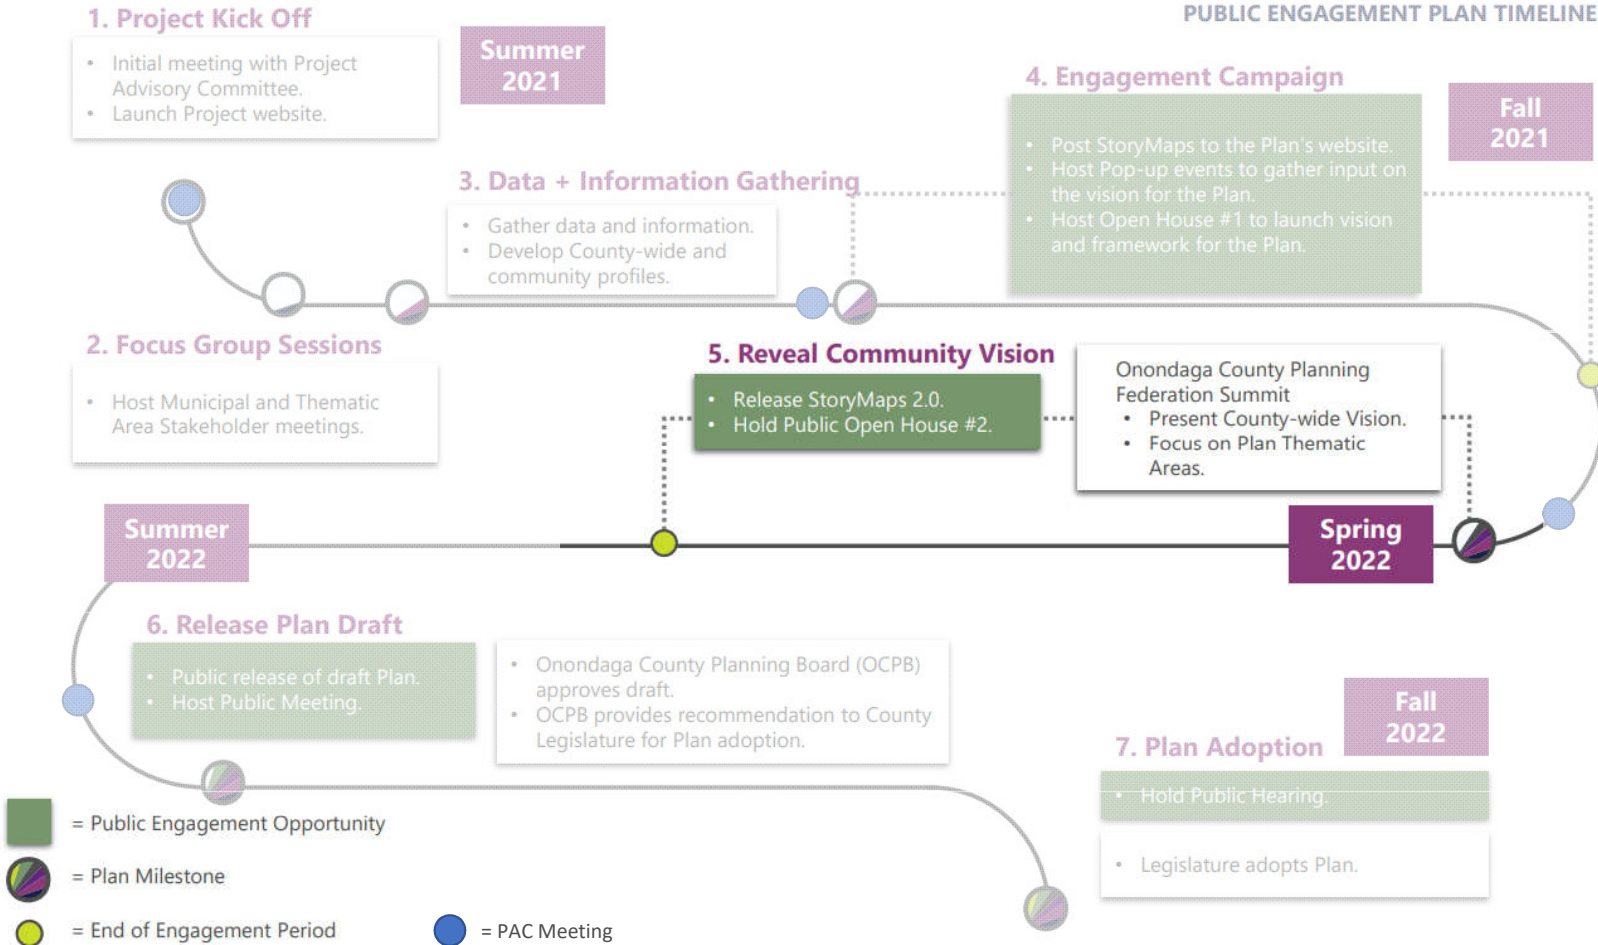 PUBLIC ENGAGEMENT PLAN TIMELINE
1. Project Kick Off
• Initial meeting with Project
Advisory Committee.
• Launch Project website.
Summer
2021
2. Focus Group Sessions
• Host Municipal and Thematic
Area Stakeholder meetings.
3. Data + Information Gathering
• Gather data and information.
• Develop County-wide and
community profiles.
4. Engagement Campaign
• Post StoryMaps to the Plan's website.
• Host Pop-up events to gather input on
the vision for the Plan.
• Host Open House #1 to launch vision
and framework for the Plan.
Fall
2021
5. Reveal Community Vision
• Release StoryMaps 2.0.
• Hold Public Open House #2.
Onondaga County Planning
Federation Summit
• Present County-wide Vision.
• Focus on Plan Thematic
Areas.
Spring
2022
Summer
2022
6. Release Plan Draft
• Public release of draft Plan.
• Host Public Meeting.
• Onondaga County Planning Board (OCPB)
approves draft.
• OCPB provides recommendation to County
Legislature for Plan adoption.
Fall
2022
7. Plan Adoption
• Hold Public Hearing.
• Legislature adopts Plan.
= Public Engagement Opportunity
= Plan Milestone
= End of Engagement Period
= PAC Meeting